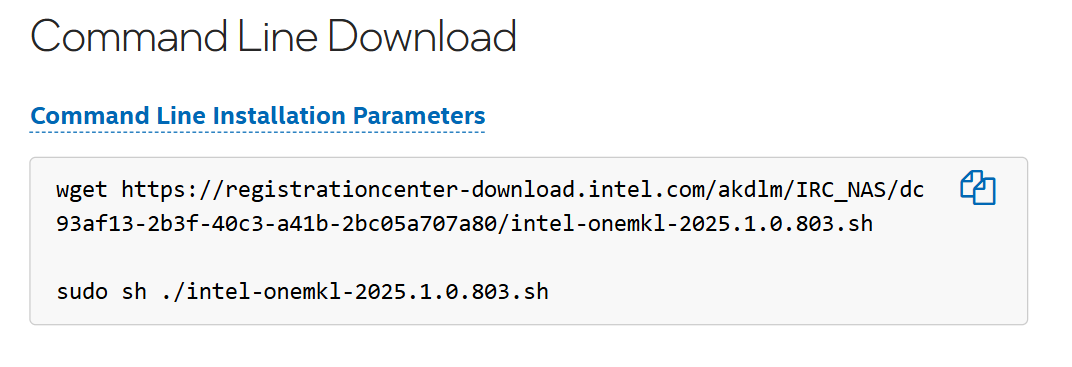 Command Line Download
Command Line Installation Parameters
wget https://registrationcenter-download.intel.com/akdlm/IRC_NAS/dc
93af13-2b3f-40c3-a41b-2bc05a707a80/intel-onemkl-2025.1.0.803.sh
sudo sh ./intel-onemkl-2025.1.0.803.sh